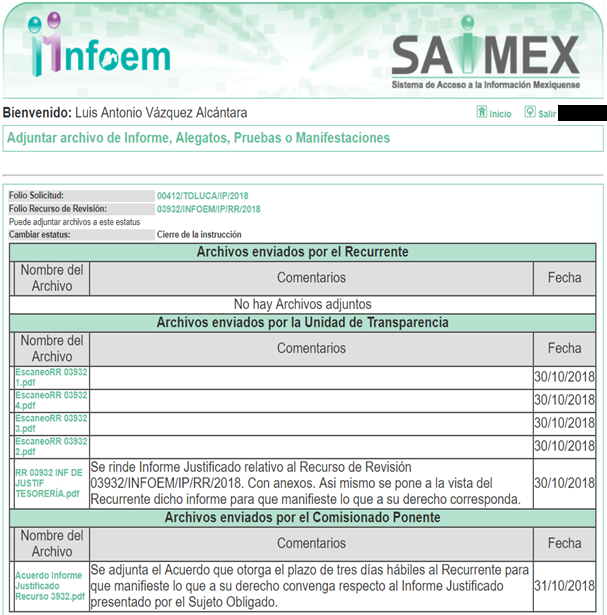 infoem
SAIMEX
Sistema de Acceso a la Información Mexiquense
Bienvenido: Luis Antonio Vázquez Alcántara
Inicio
Salir
Adjuntar archivo de Informe, Alegatos, Pruebas o Manifestaciones
Folio Solicitud: 00412/TOLUCA/IP/2018
Folio Recurso de Revisión: 03932/INFOEM/IP/RR/2018
Puede adjuntar archivos a este estatus
Cambiar estatus: Cierre de la instrucción
Archivos enviados por el Recurrente
Nombre del
Archivo
Comentarios
Fecha
No hay Archivos adjuntos
Archivos enviados por la Unidad de Transparencia
Nombre del
Archivo
Comentarios
Fecha
EscaneoRR 03932
1.pdf
30/10/2018
EscaneoRR 03932
4.pdf
30/10/2018
EscaneoRR 03932
3.pdf
30/10/2018
EscaneoRR 03932
2.pdf
30/10/2018
RR 03932 INF DE
JUSTIF
TESORERÍA.pdf
Se rinde Informe Justificado relativo al Recurso de Revisión
03932/INFOEM/IP/RR/2018. Con anexos. Asi mismo se pone a la vista del
Recurrente dicho informe para que manifieste lo que a su derecho corresponda.
30/10/2018
Archivos enviados por el Comisionado Ponente
Nombre del
Archivo
Comentarios
Fecha
Acuerdo Informe
Justificado
Recurso 3932.pdf
Se adjunta el Acuerdo que otorga el plazo de tres días hábiles al Recurrente para
que manifieste lo que a su derecho convenga respecto al Informe Justificado
presentado por el Sujeto Obligado.
31/10/2018